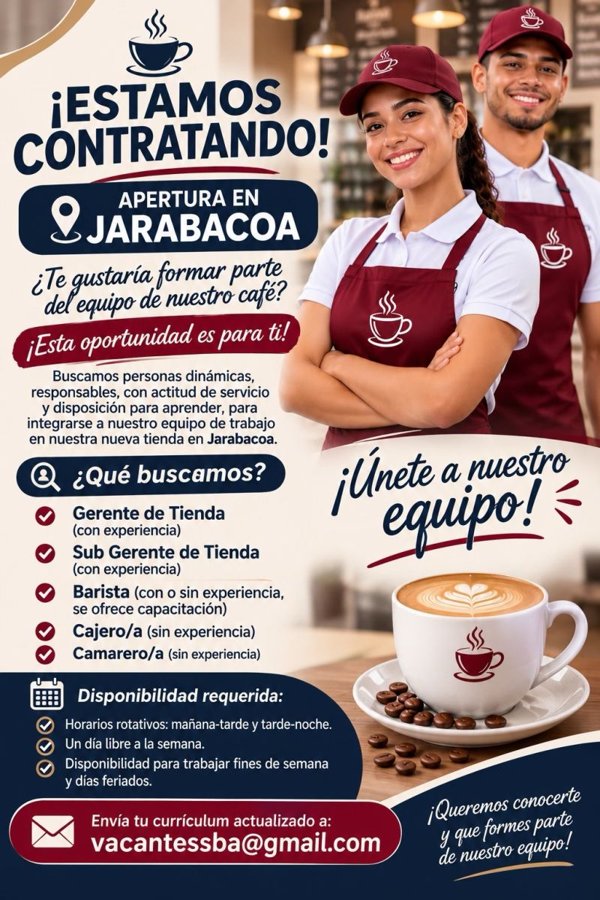 ¡ESTAMOS
CONTRATANDO!
APERTURA EN
JARABACOA
¿Te gustaría formar parte
del equipo de nuestro café?
¡Esta oportunidad es para ti!
Buscamos personas dinámicas,
responsables, con actitud de servicio
y disposición para aprender, para
integrarse a nuestro equipo de trabajo
en nuestra nueva tienda en Jarabacoa.
¿Qué buscamos?
Gerente de Tienda
(con experiencia)
Sub Gerente de Tienda
(con experiencia)
Barista (con o sin experiencia,
se ofrece capacitación)
Cajero/a (sin experiencia)
Camarero/a (sin experiencia)
¡Únete a nuestro
equipo!
Disponibilidad requerida:
Horarios rotativos: mañana-tarde y tarde-noche.
Un día libre a la semana.
Disponibilidad para trabajar fines de semana
y días feriados.
Envía tu currículum actualizado a:
vacantessba@gmail.com
¡Queremos conocerte
y que formes parte
de nuestro equipo!